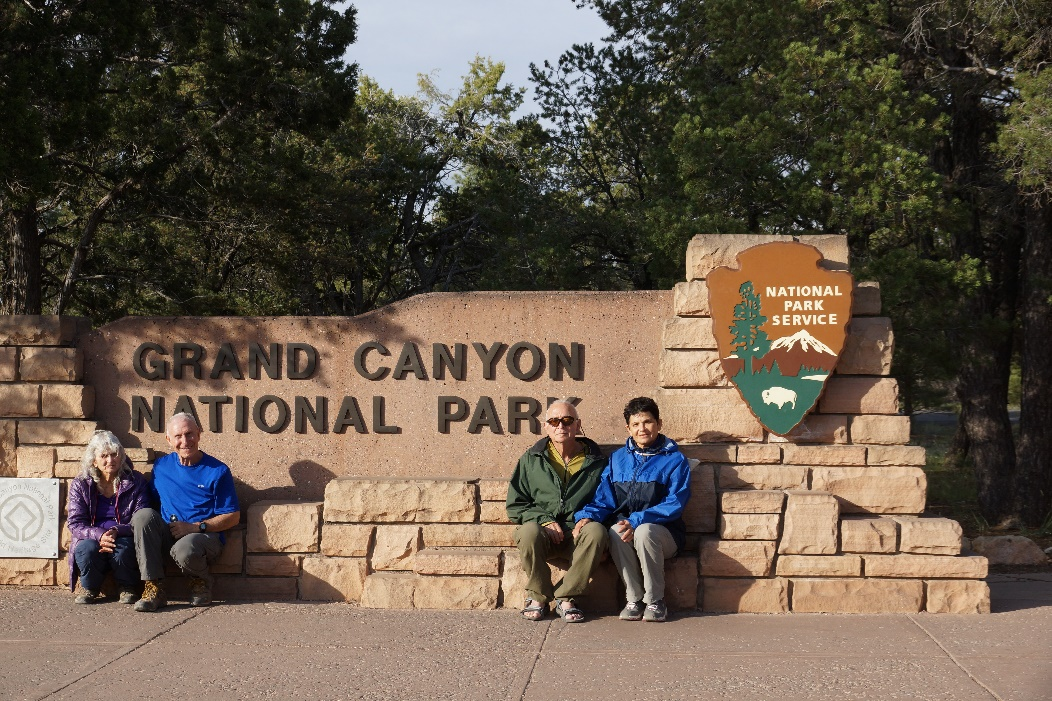 GRAND CANYON
NATIONAL PARK
NATIONAL
PARK
SERVICE